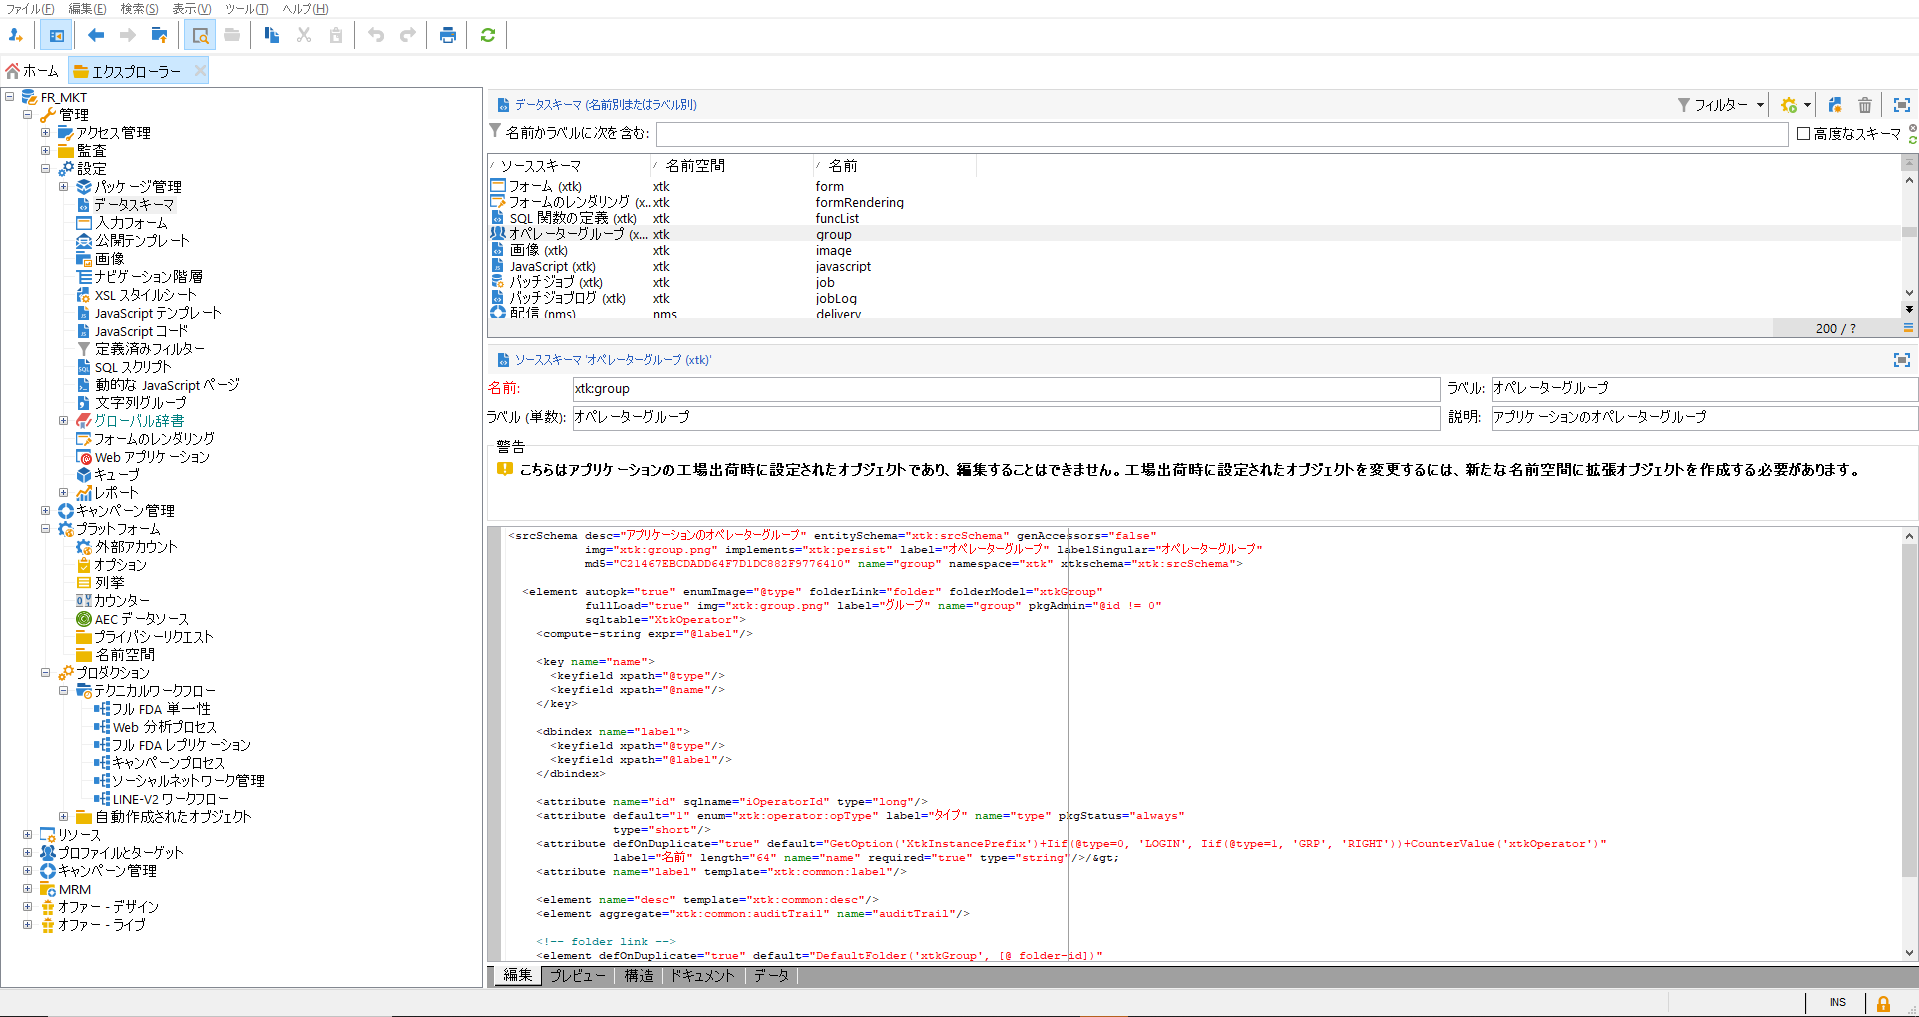 ファイル(F) 編集(E) 検索(S) 表示(V) ツール(T) ヘルプ(H)
ホーム
エクスプローラー
FR_MKT
管理
アクセス管理
監査
設定
パッケージ管理
データスキーマ
入力フォーム
公開テンプレート
画像
ナビゲーション階層
XSL スタイルシート
JavaScript テンプレート
JavaScript コード
定義済みフィルター
SQL スクリプト
動的な JavaScript ページ
文字列グループ
グローバル辞書
フォームのレンダリング
Web アプリケーション
キューブ
レポート
キャンペーン管理
プラットフォーム
外部アカウント
オプション
列挙
カウンター
AEC データソース
プライバシーリクエスト
名前空間
プロダクション
テクニカルワークフロー
フル FDA 単一性
Web 分析プロセス
フル FDA レプリケーション
キャンペーンプロセス
ソーシャルネットワーク管理
LINE-V2 ワークフロー
自動作成されたオブジェクト
リソース
プロファイルとターゲット
キャンペーン管理
MRM
オファー - デザイン
オファー - ライブ
データスキーマ (名前別またはラベル別)
フィルター
名前かラベルに次を含む:
高度なスキーマ
ソーススキーマ 名前空間 名前
フォーム (xtk) xtk form
フォームのレンダリング (x... xtk formRendering
SQL 関数の定義 (xtk) xtk funcList
オペレーターグループ (x... xtk group
画像 (xtk) xtk image
JavaScript (xtk) xtk javascript
バッチジョブ (xtk) xtk job
バッチジョブログ (xtk) xtk jobLog
配信 (nms) nms delivery
200 / ?
ソーススキーマ 'オペレーターグループ (xtk)'
名前: xtk:group ラベル: オペレーターグループ
ラベル (単数): オペレーターグループ 説明: アプリケーションのオペレーターグループ
警告
こちらはアプリケーションの工場出荷時に設定されたオブジェクトであり、編集することはできません。工場出荷時に設定されたオブジェクトを変更するには、新たな名前空間に拡張オブジェクトを作成する必要があります。
<srcSchema desc="アプリケーションのオペレーターグループ" entitySchema="xtk:srcSchema" genAccessors="false"
img="xtk:group.png" implements="xtk:persist" label="オペレーターグループ" labelSingular="オペレーターグループ"
md5="C21467EBCDADD64F7D1DC882F9776410" name="group" namespace="xtk" xtkschema="xtk:srcSchema">
<element autopk="true" enumImage="@type" folderLink="folder" folderModel="xtkGroup"
fullLoad="true" img="xtk:group.png" label="グループ" name="group" pkgAdmin="@id != 0"
sqltable="XtkOperator">
<compute-string expr="@label"/>
<key name="name">
<keyfield xpath="@type"/>
<keyfield xpath="@name"/>
</key>
<dbindex name="label">
<keyfield xpath="@type"/>
<keyfield xpath="@label"/>
</dbindex>
<attribute name="id" sqlname="iOperatorId" type="long"/>
<attribute default="1" enum="xtk:operator:opType" label="タイプ" name="type" pkgStatus="always"
type="short"/>
<attribute defOnDuplicate="true" default="GetOption('XtkInstancePrefix')+Iif(@type=0, 'LOGIN', Iif(@type=1, 'GRP', 'RIGHT'))+CounterValue('xtkOperator')"
label="名前" length="64" name="name" required="true" type="string"/>/&gt;
<attribute name="label" template="xtk:common:label"/>
<element name="desc" template="xtk:common:desc"/>
<element aggregate="xtk:common:auditTrail" name="auditTrail"/>
<!-- folder link -->
<element defOnDuplicate="true" default="DefaultFolder('xtkGroup', [@ folder-id])"
編集 プレビュー 構造 ドキュメント データ
INS